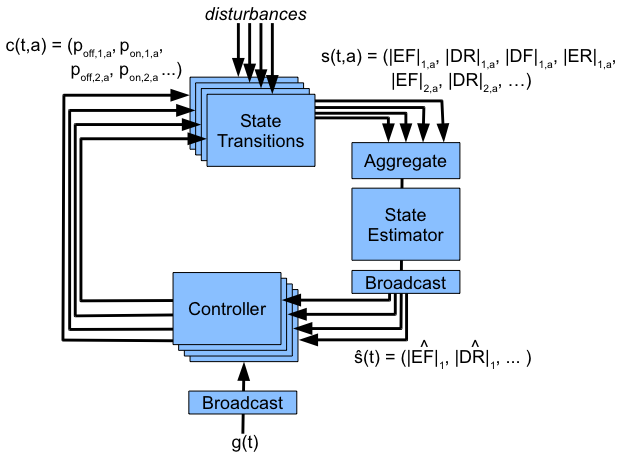 disturbances
c(t,a) = (p_off,1,a, p_on,1,a,
p_off,2,a, p_on,2,a ...)
s(t,a) = (|EF|_1,a, |DR|_1,a, |DF|_1,a, |ER|_1,a,
|EF|_2,a, |DR|_2,a, …)
State
Transitions
Aggregate
State
Estimator
Broadcast
Controller
ŝ(t) = (|EF̂|_1, |DR̂|_1, ... )
Broadcast
g(t)